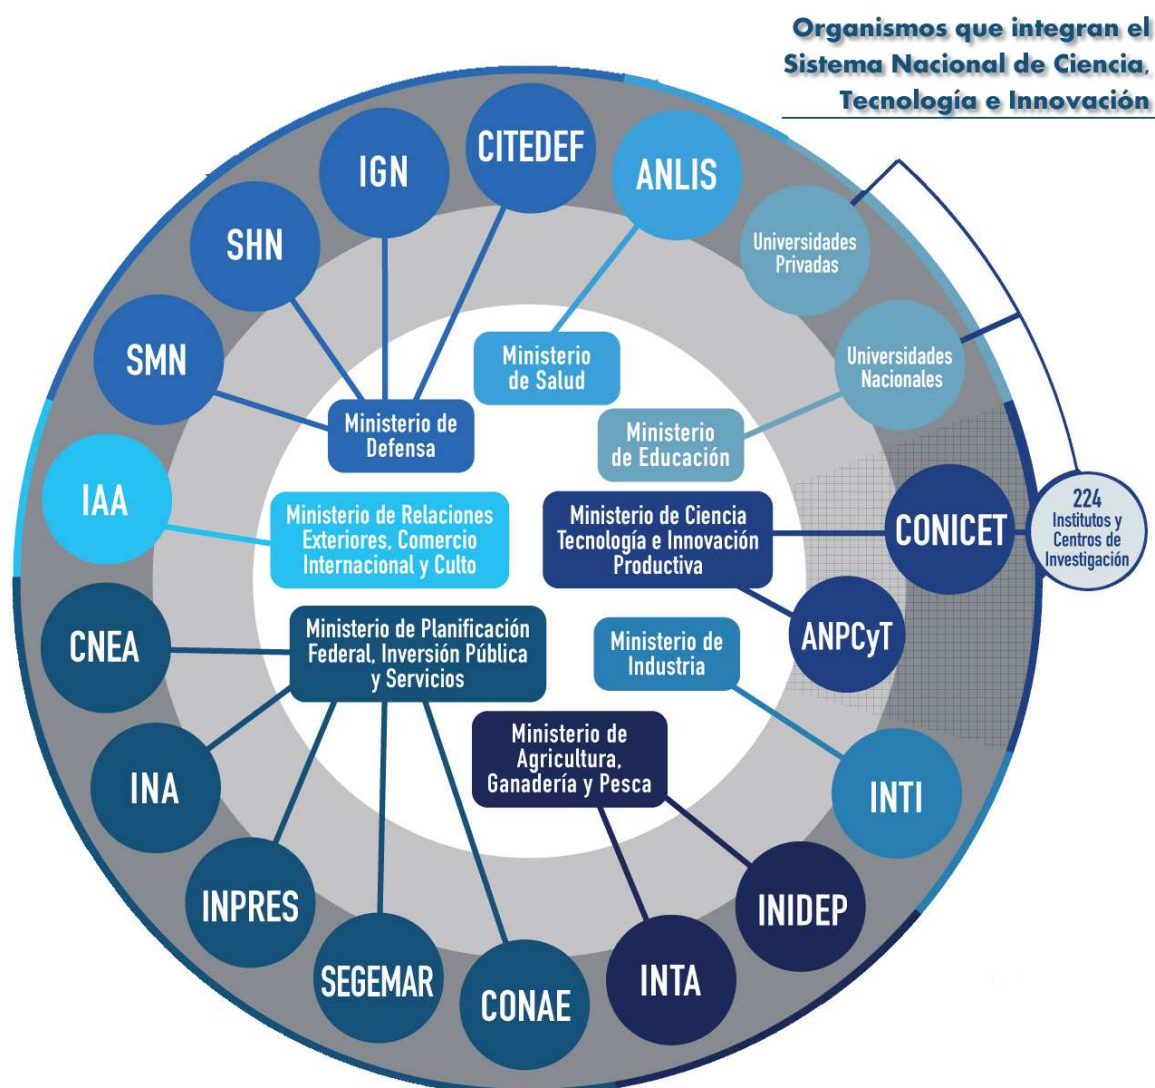 Organismos que integran el
Sistema Nacional de Ciencia,
Tecnología e Innovación
CITEDEF
IGN
ANLIS
SHN
Universidades
Privadas
SMN
Ministerio
de Salud
Universidades
Nacionales
Ministerio de
Defensa
Ministerio
de Educación
IAA
Ministerio de Relaciones
Exteriores, Comercio
Internacional y Culto
Ministerio de Ciencia
Tecnología e Innovación
Productiva
CONICET
224
Institutos y
Centros de
Investigación
CNEA
Ministerio de Planificación
Federal, Inversión Pública
y Servicios
Ministerio de
Industria
ANPCyT
Ministerio de
Agricultura,
Ganadería y Pesca
INA
INTI
INPRES
INIDEP
SEGEMAR
CONAE
INTA